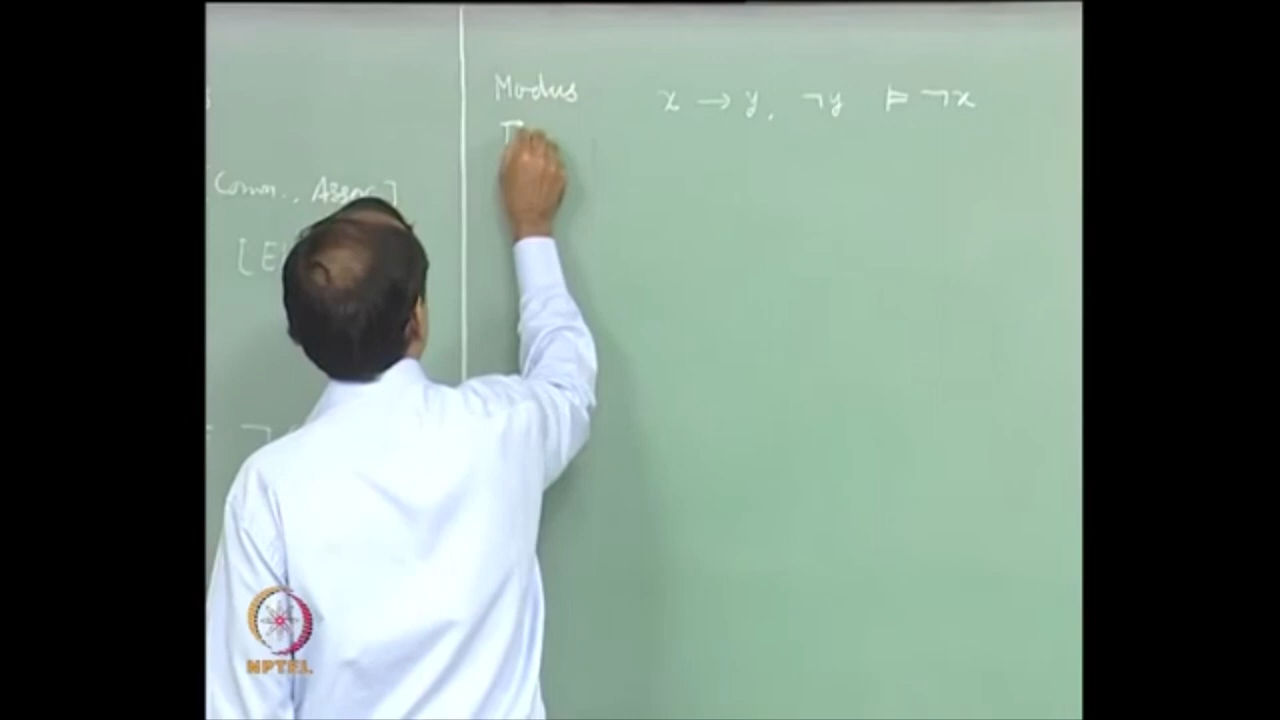 Modus x → y, ¬y ⊨ ¬x
T
[Comm., Assoc.]
[E
¬
NPTEL